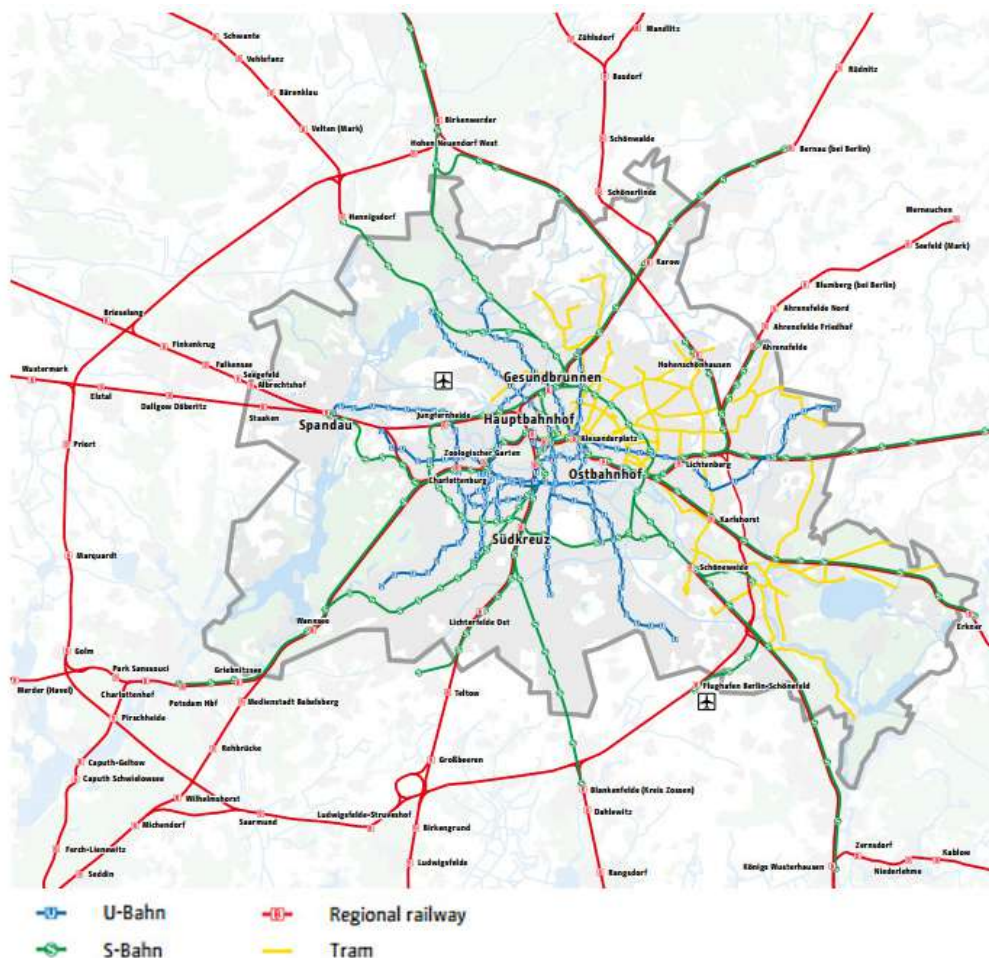 Schwante
Vehlefanz
Bärenklau
Velten (Mark)
Zühlsdorf
Wandlitz
Basdorf
Rüdnitz
Birkenwerder
Hohen Neuendorf West
Schönwalde
Bernau (bei Berlin)
Schönerlinde
Hennigsdorf
Werneuchen
Seefeld (Mark)
Karow
Blumberg (bei Berlin)
Ahrensfelde Nord
Ahrensfelde Friedhof
Ahrensfelde
Brieselang
Finkenkrug
Falkensee
Seegefeld
Albrechtshof
Wustermark
Elstal
Dallgow Döberitz
Staaken
Spandau
Hohenschönhausen
Gesundbrunnen
Jungfernheide
Hauptbahnhof
Alexanderplatz
Zoologischer Garten
Charlottenburg
Ostbahnhof
Lichtenberg
Priort
Karlshorst
Südkreuz
Marquardt
Schöneweide
Wannsee
Lichterfelde Ost
Erkner
Golm
Park Sanssouci
Griebnitzsee
Werder (Havel)
Charlottenhof
Potsdam Hbf
Medienstadt Babelsberg
Teltow
Flughafen Berlin-Schönefeld
Pirschheide
Rehbrücke
Caputh-Geltow
Caputh Schwielowsee
Großbeeren
Wilhelmshorst
Blankenfelde (Kreis Zossen)
Dahlewitz
Michendorf
Saarmund
Ludwigsfelde-Struveshof
Birkengrund
Ferch-Lienewitz
Seddin
Ludwigsfelde
Rangsdorf
Königs Wusterhausen
Zernsdorf
Niederlehme
Kablow
U-Bahn
Regional railway
S-Bahn
Tram